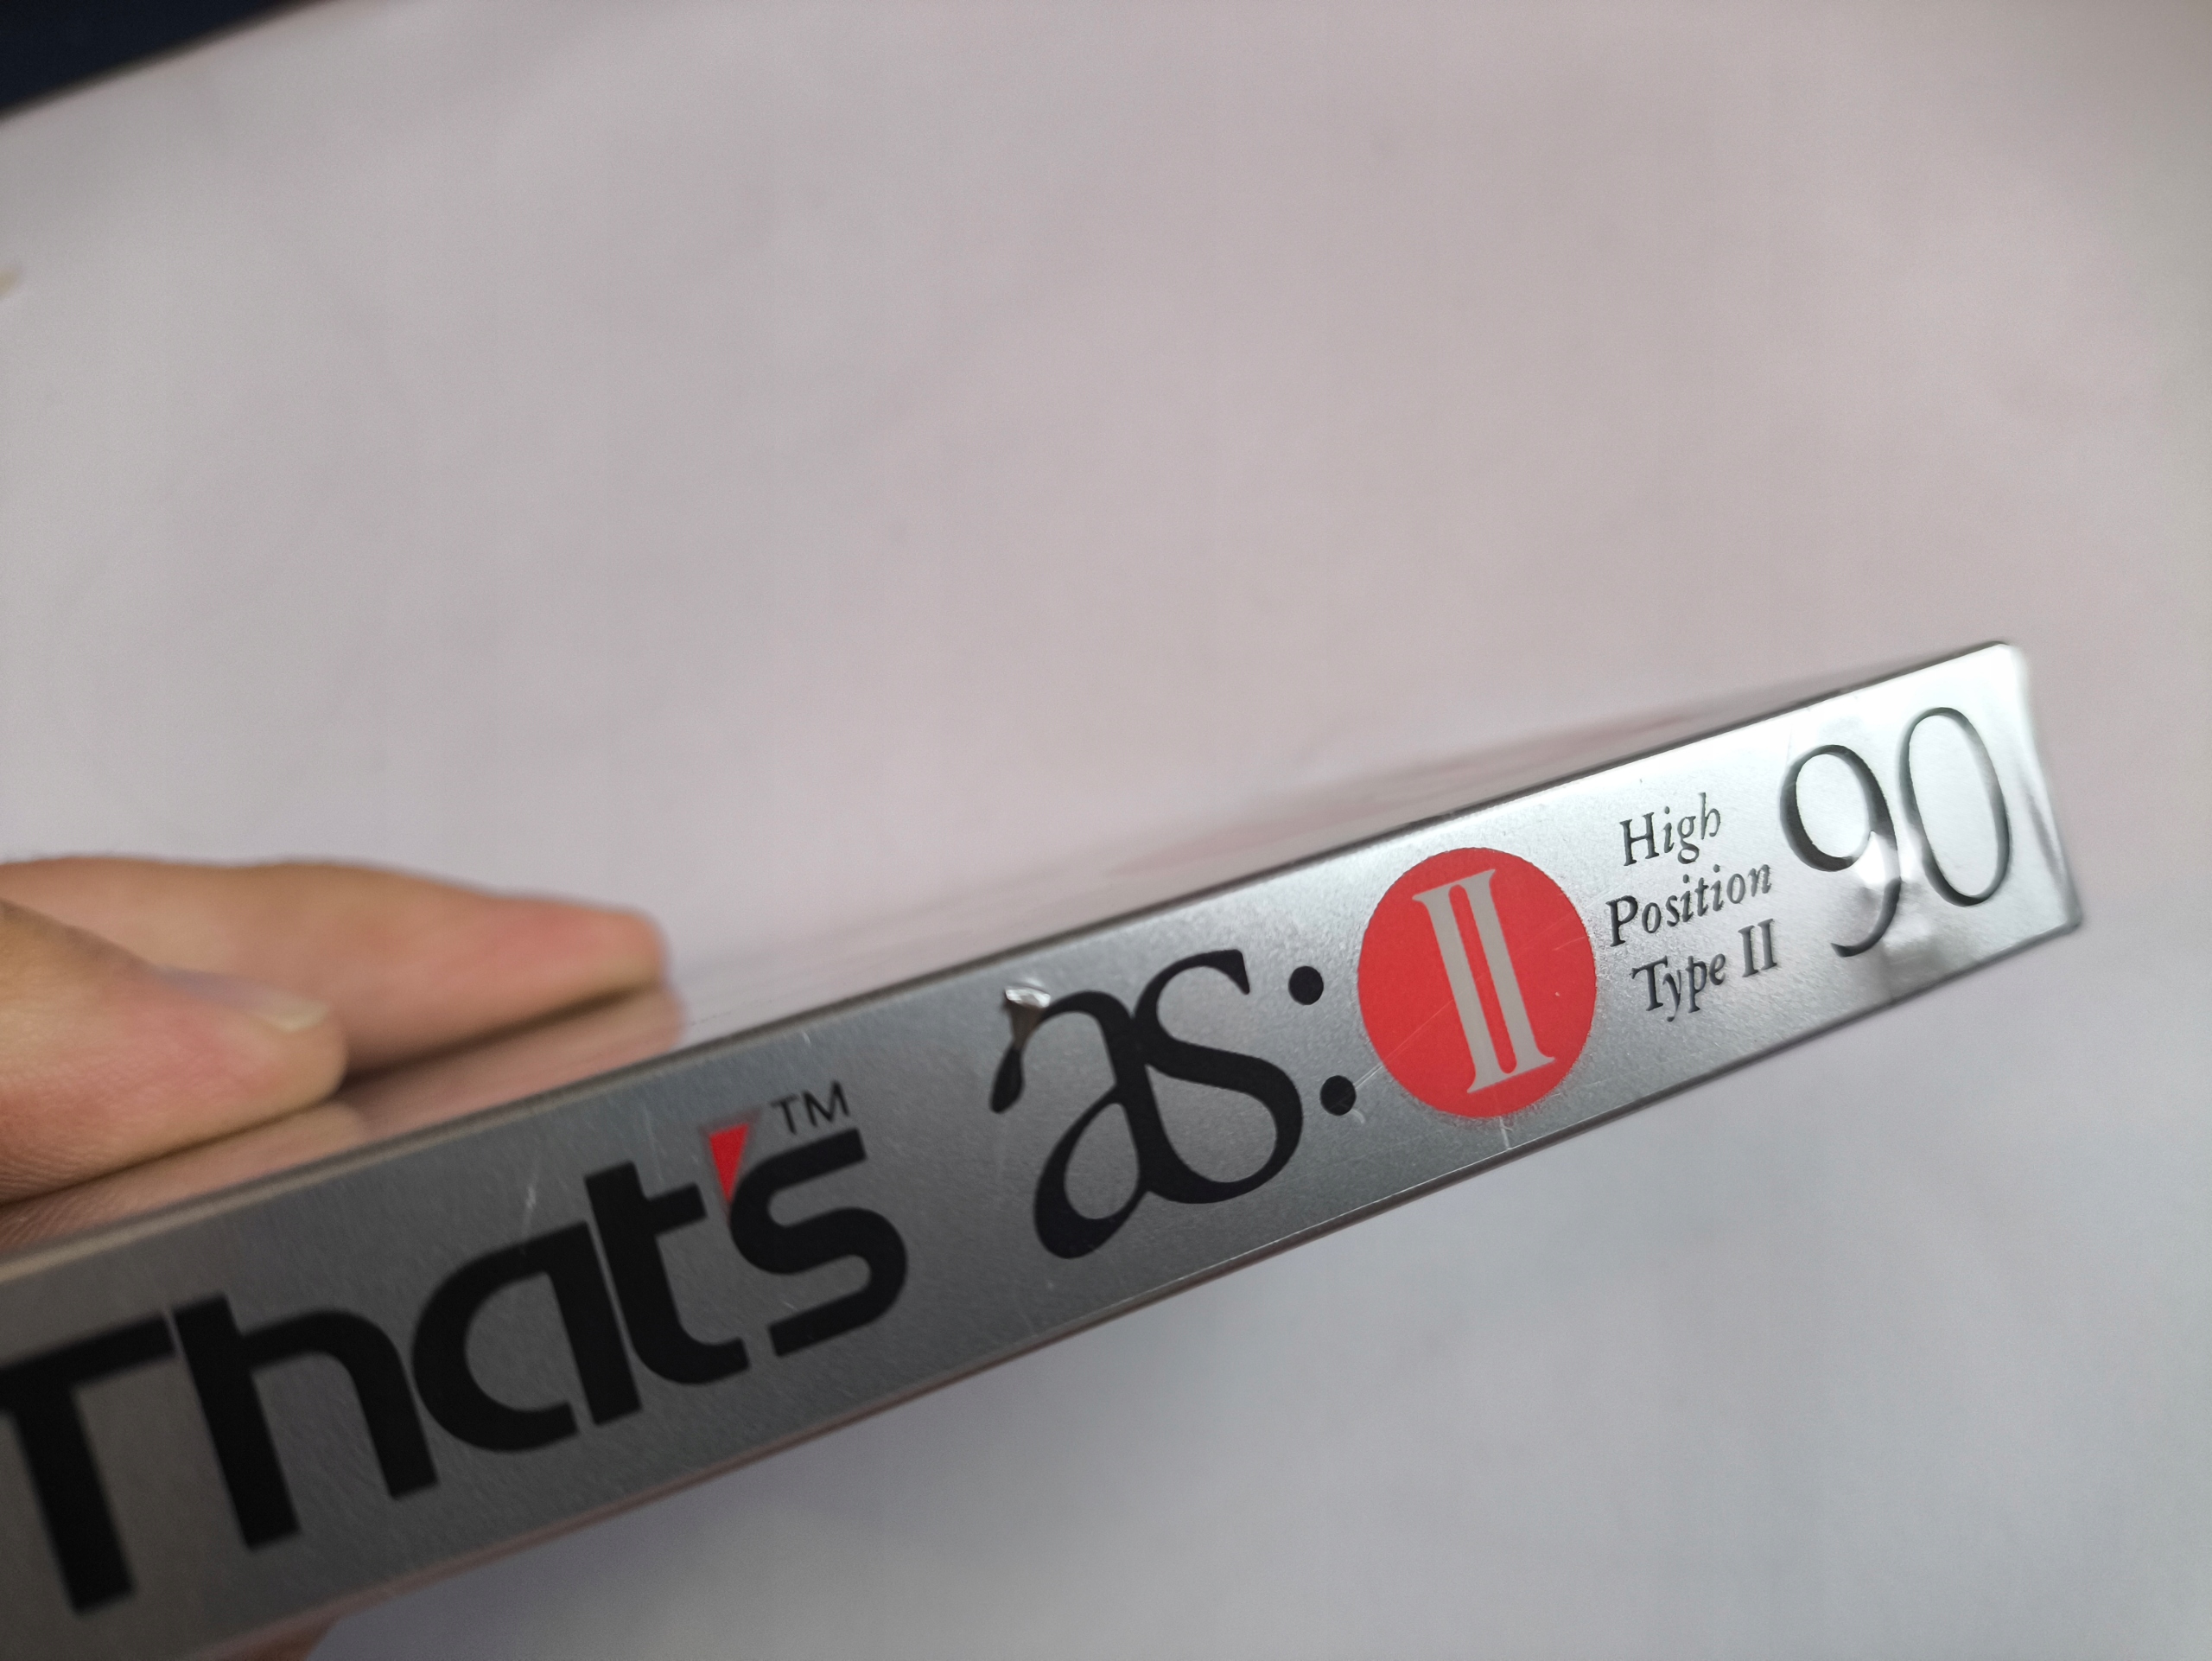 That's™ as: II High Position Type II 90